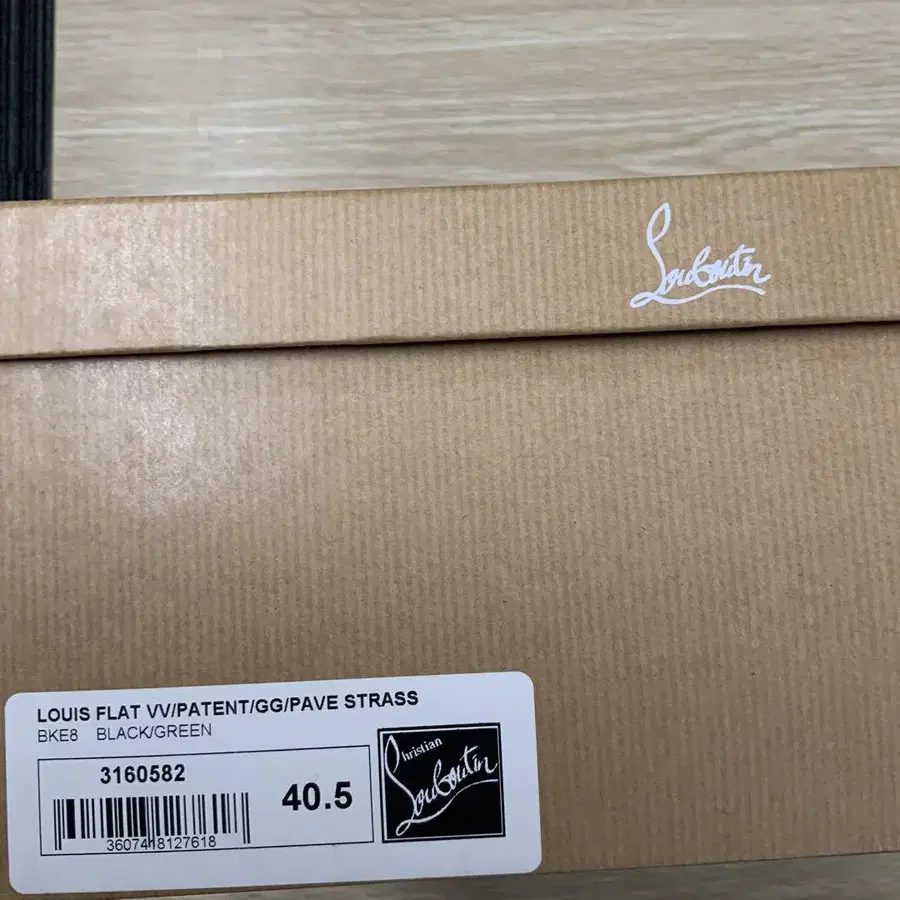 Louboutin
LOUIS FLAT VV/PATENT/GG/PAVE STRASS
BKE8 BLACK/GREEN
3160582
40.5
3607418127618
Christian
Louboutin